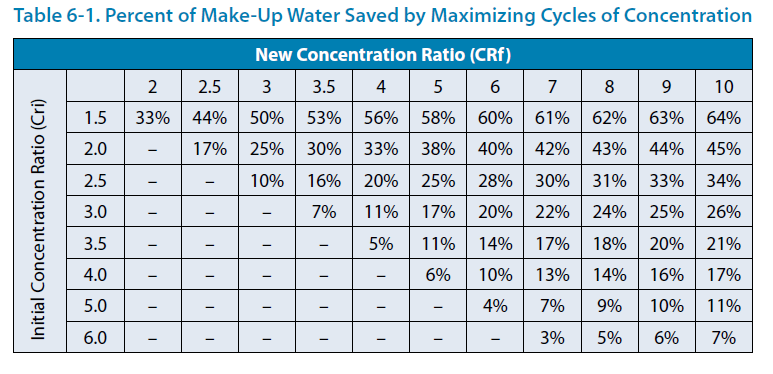 Table 6-1. Percent of Make-Up Water Saved by Maximizing Cycles of Concentration
New Concentration Ratio (CRf)
Initial Concentration Ratio (Cri)
2 2.5 3 3.5 4 5 6 7 8 9 10
1.5 33% 44% 50% 53% 56% 58% 60% 61% 62% 63% 64%
2.0 – 17% 25% 30% 33% 38% 40% 42% 43% 44% 45%
2.5 – – 10% 16% 20% 25% 28% 30% 31% 33% 34%
3.0 – – – 7% 11% 17% 20% 22% 24% 25% 26%
3.5 – – – – 5% 11% 14% 17% 18% 20% 21%
4.0 – – – – – 6% 10% 13% 14% 16% 17%
5.0 – – – – – – 4% 7% 9% 10% 11%
6.0 – – – – – – – 3% 5% 6% 7%